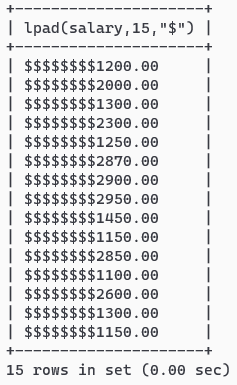 +---------------------+
| lpad(salary,15,"$") |
+---------------------+
| $$$$$$$$1200.00     |
| $$$$$$$$2000.00     |
| $$$$$$$$1300.00     |
| $$$$$$$$2300.00     |
| $$$$$$$$1250.00     |
| $$$$$$$$2870.00     |
| $$$$$$$$2900.00     |
| $$$$$$$$2950.00     |
| $$$$$$$$1450.00     |
| $$$$$$$$1150.00     |
| $$$$$$$$2850.00     |
| $$$$$$$$1100.00     |
| $$$$$$$$2600.00     |
| $$$$$$$$1300.00     |
| $$$$$$$$1150.00     |
+---------------------+
15 rows in set (0.00 sec)